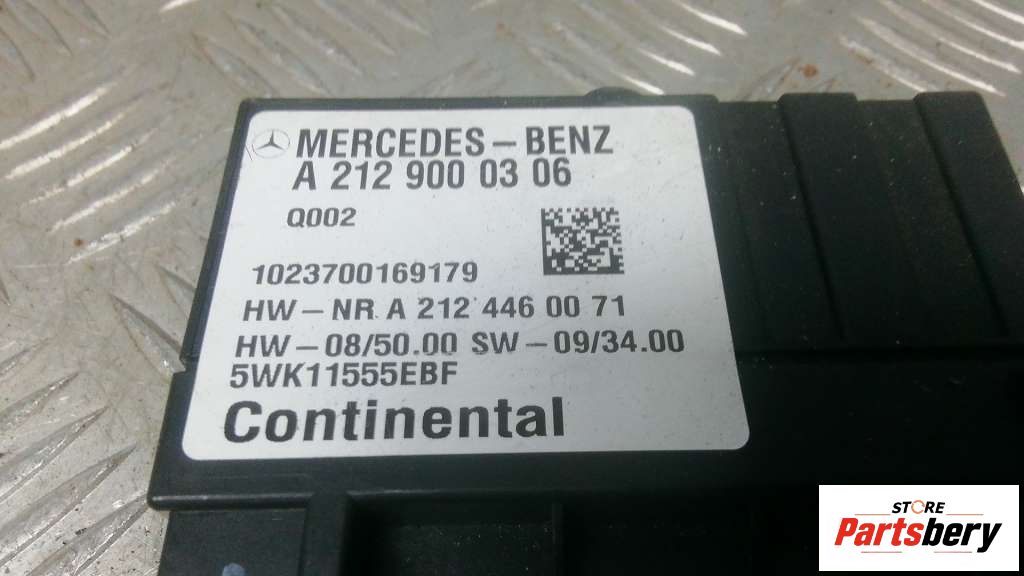 MERCEDES-BENZ
A 212 900 03 06
Q002
1023700169179
HW-NR A 212 446 00 71
HW-08/50.00 SW-09/34.00
5WK11555EBF
Continental
STORE
Partsbery